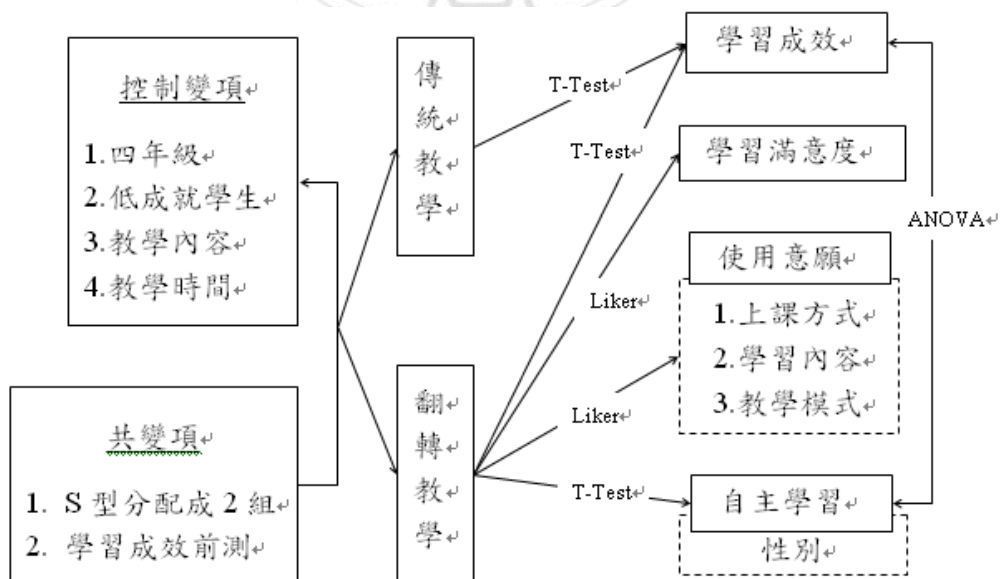 控制變項
1.四年級
2.低成就學生
3.教學內容
4.教學時間
共變項
1. S 型分配成 2 組
2. 學習成效前測
傳
統
教
學
翻
轉
教
學
T-Test
T-Test
Liker
Liker
T-Test
學習成效
學習滿意度
使用意願
1.上課方式
2.學習內容
3.教學模式
自主學習
性別
ANOVA